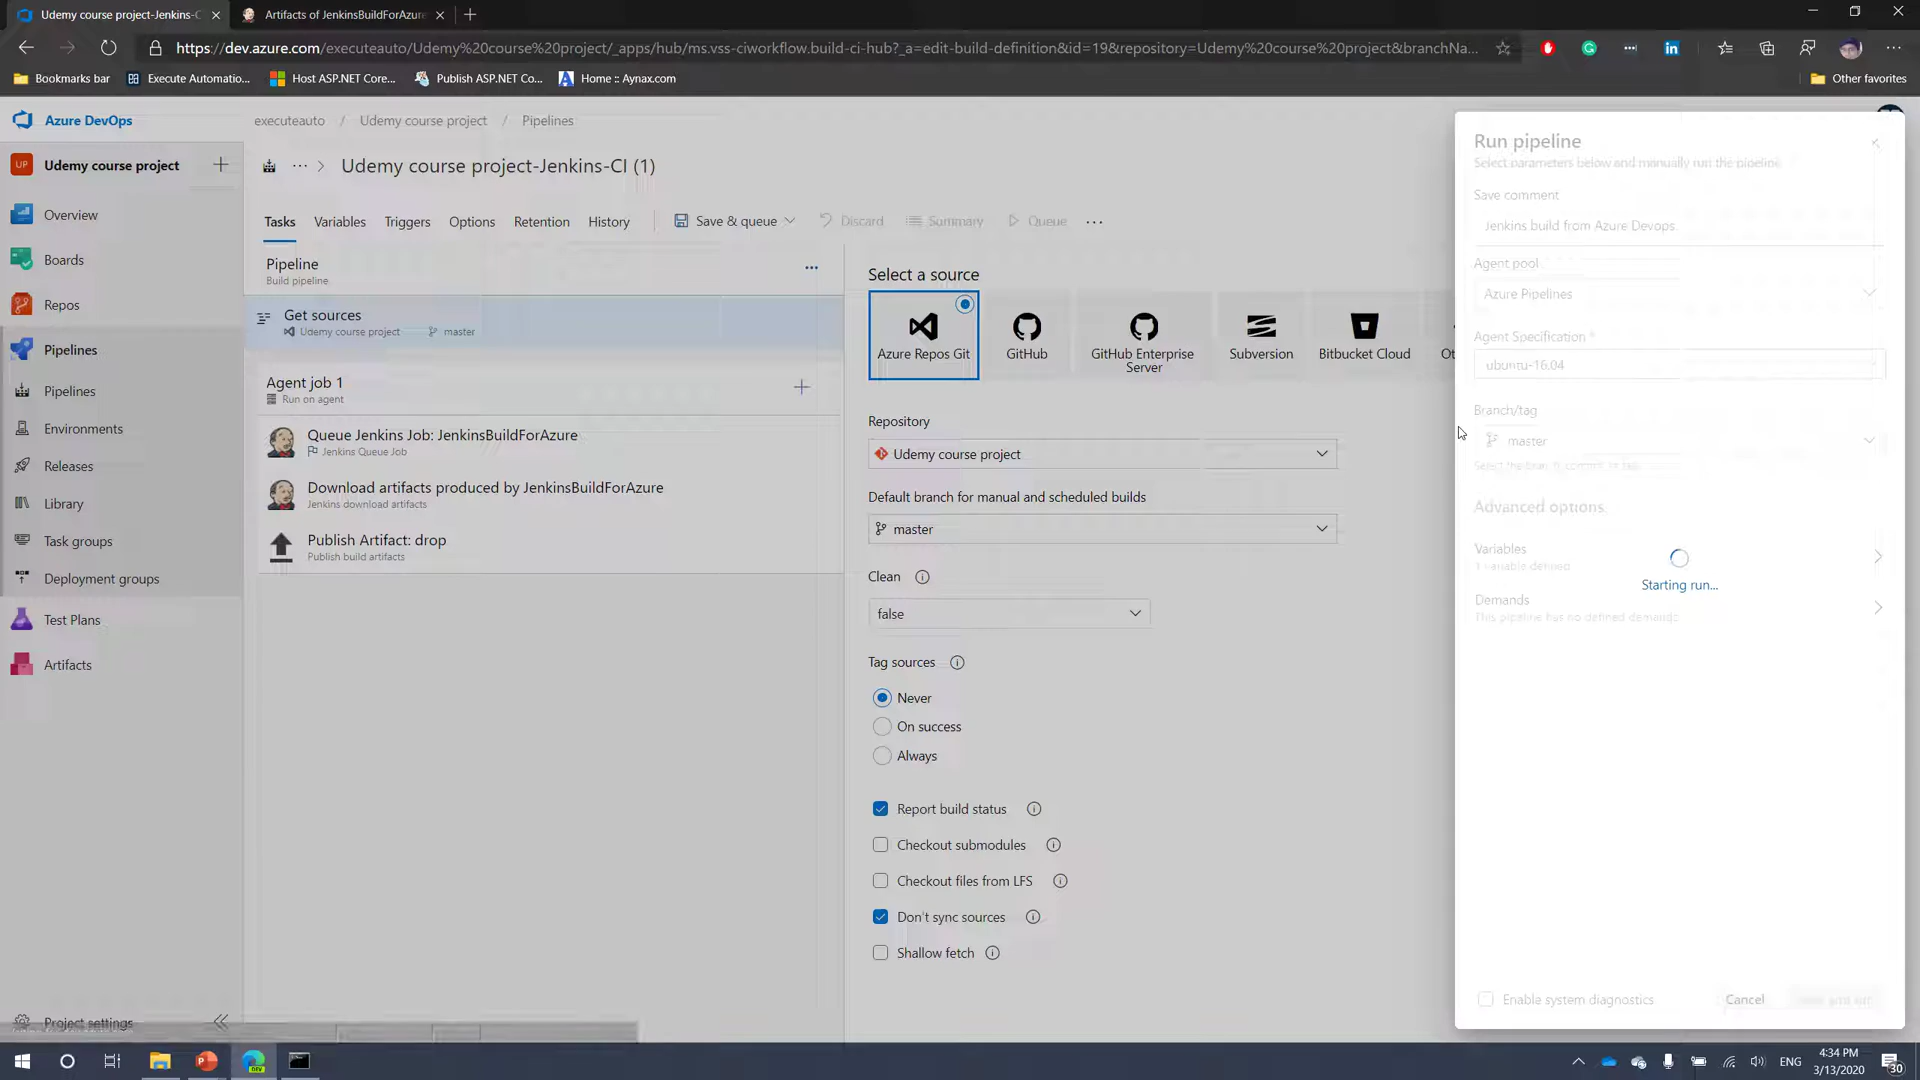 Udemy course project-Jenkins-C
Artifacts of JenkinsBuildForAzure
https://dev.azure.com/executeauto/Udemy%20course%20project/_apps/hub/ms.vss-ciworkflow.build-ci-hub?_a=edit-build-definition&id=19&repository=Udemy%20course%20project&branchNa...
Bookmarks bar
Execute Automatio...
Host ASP.NET Core...
Publish ASP.NET Co...
Home :: Aynax.com
Other favorites
Azure DevOps
executeauto / Udemy course project / Pipelines
UP Udemy course project
Overview
Boards
Repos
Pipelines
Pipelines
Environments
Releases
Library
Task groups
Deployment groups
Test Plans
Artifacts
Project settings
Udemy course project-Jenkins-CI (1)
Tasks Variables Triggers Options Retention History Save & queue Discard Summary Queue
Pipeline
Build pipeline
Get sources
Udemy course project master
Agent job 1
Run on agent
Queue Jenkins Job: JenkinsBuildForAzure
Jenkins Queue Job
Download artifacts produced by JenkinsBuildForAzure
Jenkins download artifacts
Publish Artifact: drop
Publish build artifacts
Select a source
Azure Repos Git
GitHub
GitHub Enterprise
Server
Subversion
Bitbucket Cloud
Repository
Udemy course project
Default branch for manual and scheduled builds
master
Clean
false
Tag sources
Never
On success
Always
Report build status
Checkout submodules
Checkout files from LFS
Don't sync sources
Shallow fetch
Run pipeline
Select parameters below and manually run the pipeline
Save comment
Jenkins build from Azure Devops
Agent pool
Azure Pipelines
Agent Specification *
ubuntu-16.04
Branch/tag
master
Advanced options
Variables
1 variable defined
Starting run...
Demands
This pipeline has no defined demands
Enable system diagnostics
Cancel
DEV
ENG
4:34 PM
3/13/2020
30